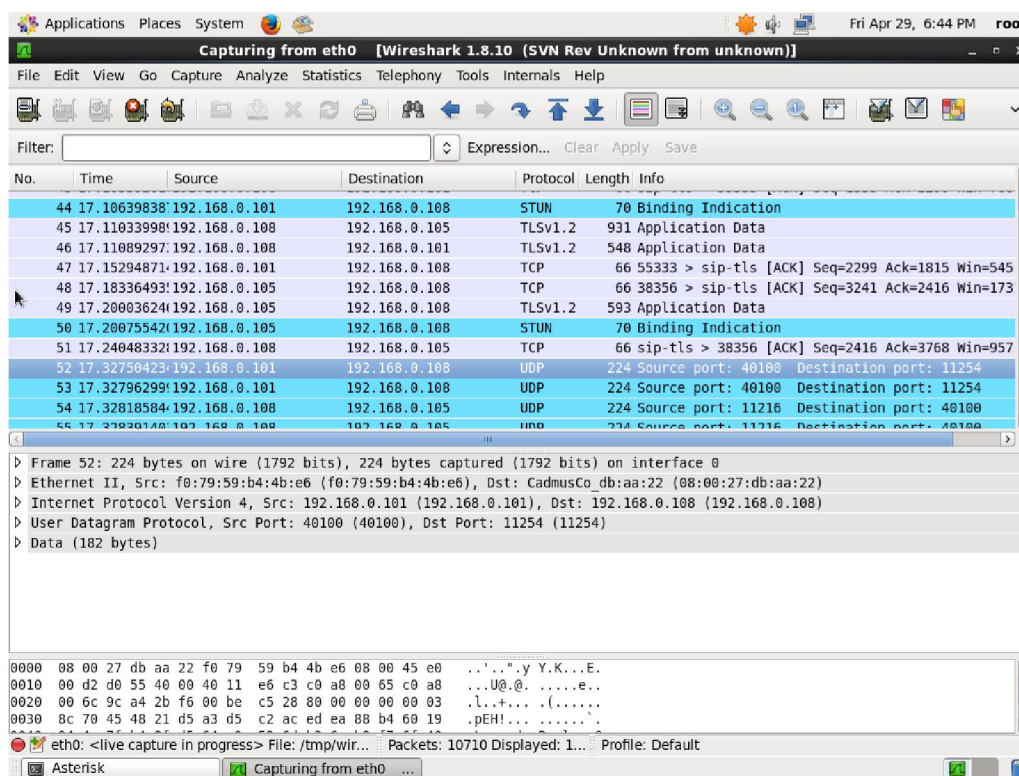 Applications Places System Fri Apr 29, 6:44 PM roo
Capturing from eth0 [Wireshark 1.8.10 (SVN Rev Unknown from unknown)]
File Edit View Go Capture Analyze Statistics Telephony Tools Internals Help
Filter: Expression... Clear Apply Save
No. Time Source Destination Protocol Length Info
44 17.10639838 192.168.0.101 192.168.0.108 STUN 70 Binding Indication
45 17.11033998 192.168.0.108 192.168.0.105 TLSv1.2 931 Application Data
46 17.11089297 192.168.0.108 192.168.0.101 TLSv1.2 548 Application Data
47 17.15294871 192.168.0.101 192.168.0.108 TCP 66 55333 > sip-tls [ACK] Seq=2299 Ack=1815 Win=545
48 17.18336493 192.168.0.105 192.168.0.108 TCP 66 38356 > sip-tls [ACK] Seq=3241 Ack=2416 Win=173
49 17.20003624 192.168.0.105 192.168.0.108 TLSv1.2 593 Application Data
50 17.20075542 192.168.0.105 192.168.0.108 STUN 70 Binding Indication
51 17.24048332 192.168.0.108 192.168.0.105 TCP 66 sip-tls > 38356 [ACK] Seq=2416 Ack=3768 Win=957
52 17.32750423 192.168.0.101 192.168.0.108 UDP 224 Source port: 40100 Destination port: 11254
53 17.32796299 192.168.0.101 192.168.0.108 UDP 224 Source port: 40100 Destination port: 11254
54 17.32818584 192.168.0.108 192.168.0.105 UDP 224 Source port: 11216 Destination port: 40100
55 17.32839140 192.168.0.108 192.168.0.105 UDP 224 Source port: 11216 Destination port: 40100
Frame 52: 224 bytes on wire (1792 bits), 224 bytes captured (1792 bits) on interface 0
Ethernet II, Src: f0:79:59:b4:4b:e6 (f0:79:59:b4:4b:e6), Dst: CadmusCo_db:aa:22 (08:00:27:db:aa:22)
Internet Protocol Version 4, Src: 192.168.0.101 (192.168.0.101), Dst: 192.168.0.108 (192.168.0.108)
User Datagram Protocol, Src Port: 40100 (40100), Dst Port: 11254 (11254)
Data (182 bytes)
0000 08 00 27 db aa 22 f0 79 59 b4 4b e6 08 00 45 e0 ..'..".y Y.K...E.
0010 00 d2 d0 55 40 00 40 11 e6 c3 c0 a8 00 65 c0 a8 ...U@.@. .....e..
0020 00 6c 9c a4 2b f6 00 be c5 28 80 00 00 00 00 03 .l..+... .(......
0030 8c 70 45 48 21 d5 a3 d5 c2 ac ed ea 88 b4 60 19 .pEH!... ......`.
eth0: <live capture in progress> File: /tmp/wir... Packets: 10710 Displayed: 1... Profile: Default
Asterisk Capturing from eth0 ...